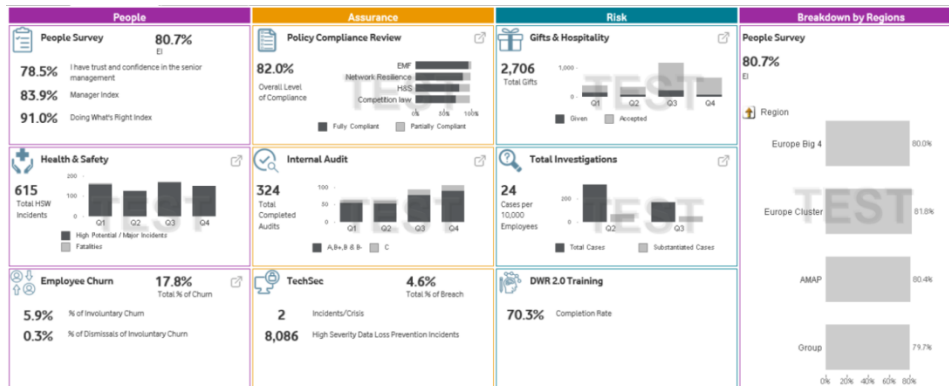 People
People Survey
80.7%
EI
78.5%
I have trust and confidence in the senior
management
83.9%
Manager Index
91.0%
Doing What's Right Index
Health & Safety
615
Total HSW
Incidents
200
100
0
Q1
Q2
Q3
Q4
High Potential / Major Incidents
Fatalities
TEST
Employee Churn
17.8%
Total % of Churn
5.9%
% of Involuntary Churn
0.3%
% of Dismissals of Involuntary Churn
Assurance
Policy Compliance Review
82.0%
Overall Level
of Compliance
EMF
Network Resilience
H&S
Competition law
0%
100%
Fully Compliant
Partially Compliant
TEST
Internal Audit
324
Total
Completed
Audits
100
50
0
Q1
Q2
Q3
Q4
A,B+,B & B-
C
TEST
TechSec
4.6%
Total % of Breach
2
Incidents/Crisis
8,086
High Severity Data Loss Prevention Incidents
Risk
Gifts & Hospitality
2,706
Total Gifts
1,000
0
Q1
Q2
Q3
Q4
Given
Accepted
TEST
Total Investigations
24
Cases per
10,000
Employees
200
0
Q2
Q3
Total Cases
Substantiated Cases
TEST
DWR 2.0 Training
70.3%
Completion Rate
Breakdown by Regions
People Survey
80.7%
EI
Region
Europe Big 4
80.0%
Europe Cluster
81.8%
AMAP
80.4%
Group
79.7%
0%
20%
40%
60%
80%
TEST